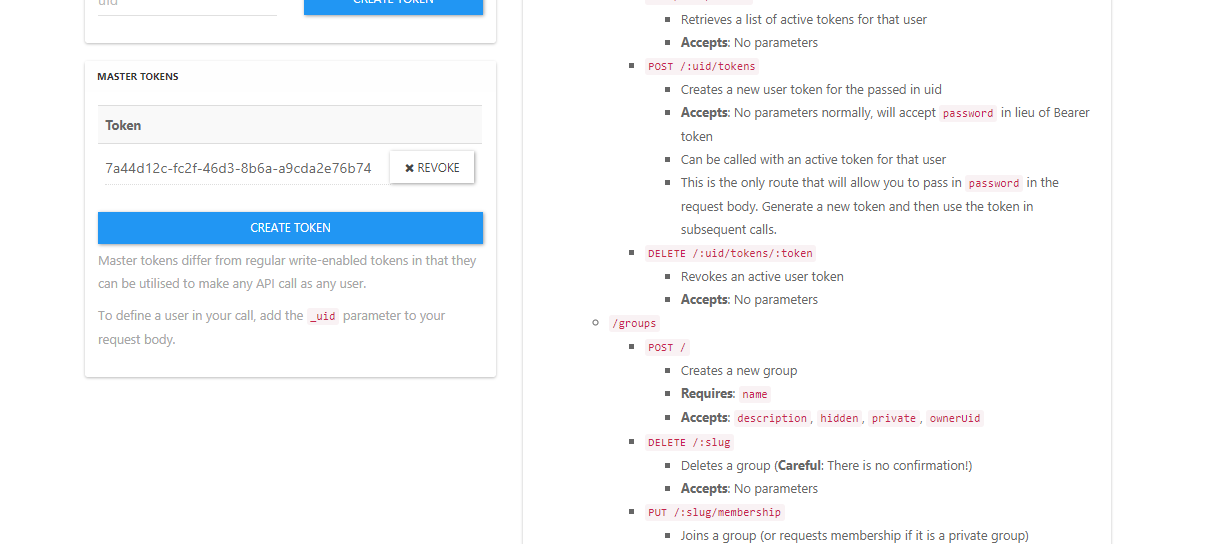 uid
CREATE TOKEN
MASTER TOKENS
Token
7a44d12c-fc2f-46d3-8b6a-a9cda2e76b74
✖ REVOKE
CREATE TOKEN
Master tokens differ from regular write-enabled tokens in that they
can be utilised to make any API call as any user.
To define a user in your call, add the _uid parameter to your
request body.
Retrieves a list of active tokens for that user
Accepts: No parameters
POST /:uid/tokens
Creates a new user token for the passed in uid
Accepts: No parameters normally, will accept password in lieu of Bearer
token
Can be called with an active token for that user
This is the only route that will allow you to pass in password in the
request body. Generate a new token and then use the token in
subsequent calls.
DELETE /:uid/tokens/:token
Revokes an active user token
Accepts: No parameters
/groups
POST /
Creates a new group
Requires: name
Accepts: description, hidden, private, ownerUid
DELETE /:slug
Deletes a group (Careful: There is no confirmation!)
Accepts: No parameters
PUT /:slug/membership
Joins a group (or requests membership if it is a private group)